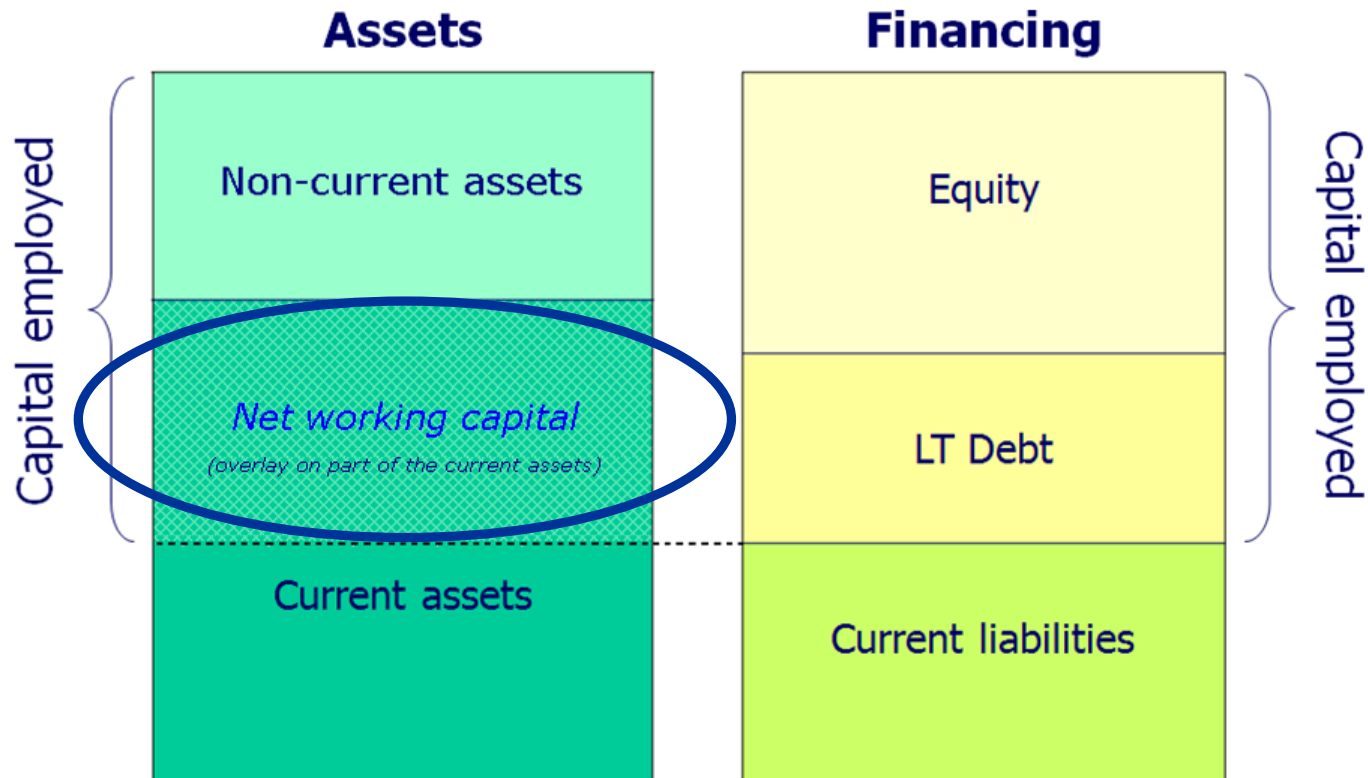 Assets
Financing
Capital employed
Non-current assets
Equity
Capital employed
Net working capital
(overlay on part of the current assets)
LT Debt
Current assets
Current liabilities